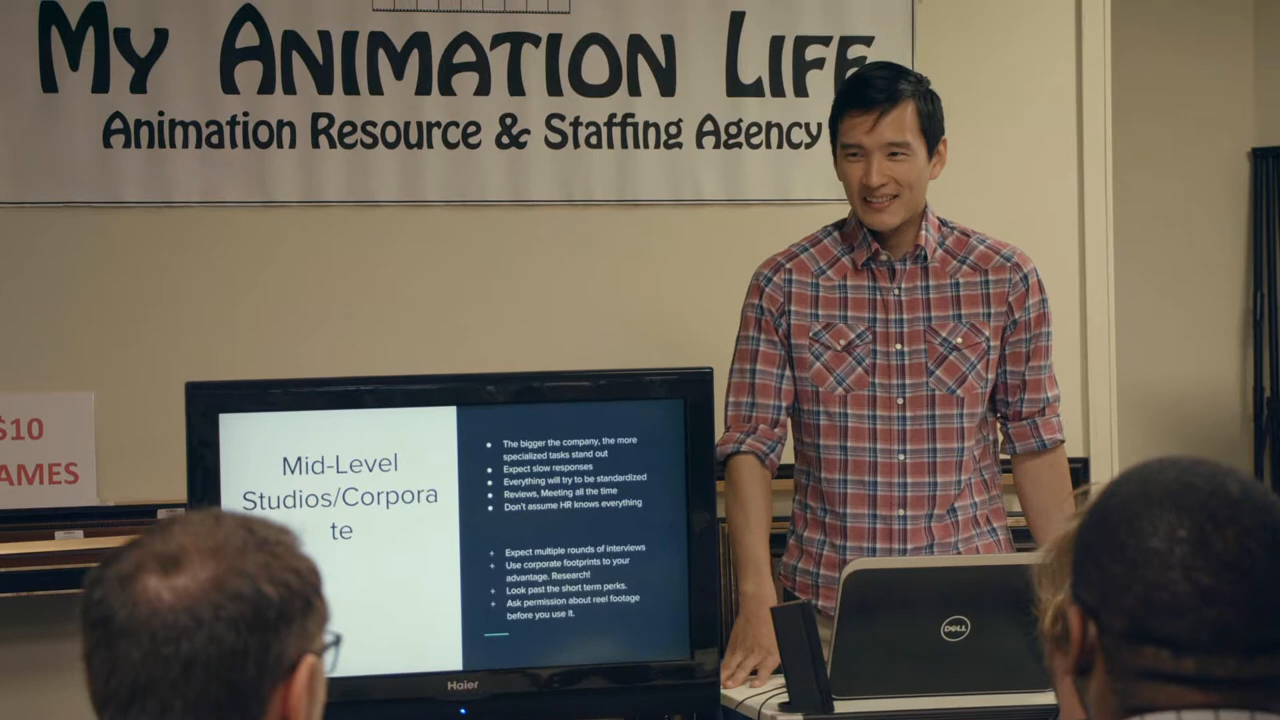 My Animation Life
Animation Resource & Staffing Agency
$10
AMES
Mid-Level
Studios/Corpora
te
The bigger the company, the more
specialized tasks stand out
Expect slow responses
Everything will try to be standardized
Reviews, Meeting all the time
Don't assume HR knows everything
+ Expect multiple rounds of interviews
+ Use corporate footprints to your
advantage. Research!
+ Look past the short term perks.
+ Ask permission about reel footage
before you use it.
Haier
DELL